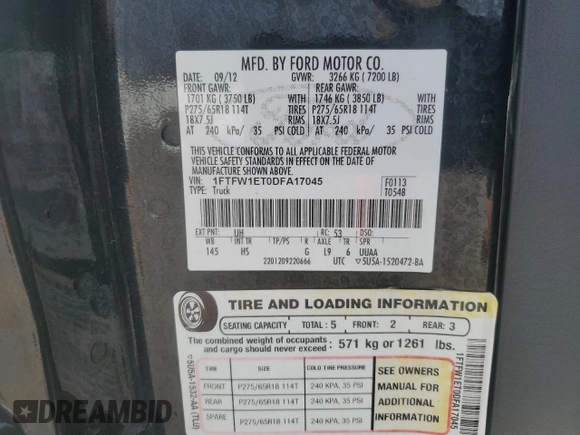 MFD. BY FORD MOTOR CO.
09/12 GVWR: 3266 KG ( 7200 LB)
FRONT GAWR: REAR GAWR:
1701 KG ( 3750 LB) 1746 KG ( 3850 LB)
P275/65R18 114T TIRES P275/65R18 114T TIRES
18X7.5J RIMS 18X7.5J RIMS
AT 240 kPa/ 35 PSI COLD AT 240 kPa/ 35 PSI COLD
THIS VEHICLE CONFORMS TO ALL APPLICABLE FEDERAL MOTOR
VEHICLE SAFETY STANDARDS IN EFFECT ON THE DATE OF
MANUFACTURE SHOWN ABOVE.
VIN: 1FTFW1ET0DFA17045 F0113
TYPE: Truck T0548
EXT PNT: UH RC: 53 DSO:
WB INT TR TP/PS R AXLE TR SPR
145 HS G L9 6 UUAA
2201209220666 UTC ▽5U5A-1520472-BA
TIRE AND LOADING INFORMATION
SEATING CAPACITY TOTAL: 5 FRONT: 2 REAR: 3
The combined weight of occupants
and cargo should never exceed: 571 kg or 1261 lbs.
TIRE SIZE COLD TIRE PRESSURE
FRONT P275/65R18 114T 240 KPA, 35 PSI
REAR P275/65R18 114T 240 KPA, 35 PSI
SPARE P275/65R18 114T 240 KPA, 35 PSI
SEE OWNERS
MANUAL FOR
ADDITIONAL
INFORMATION
▽5U5A-1532-AA (LU)
1FTFW1ET0DFA17045
DREAMBID